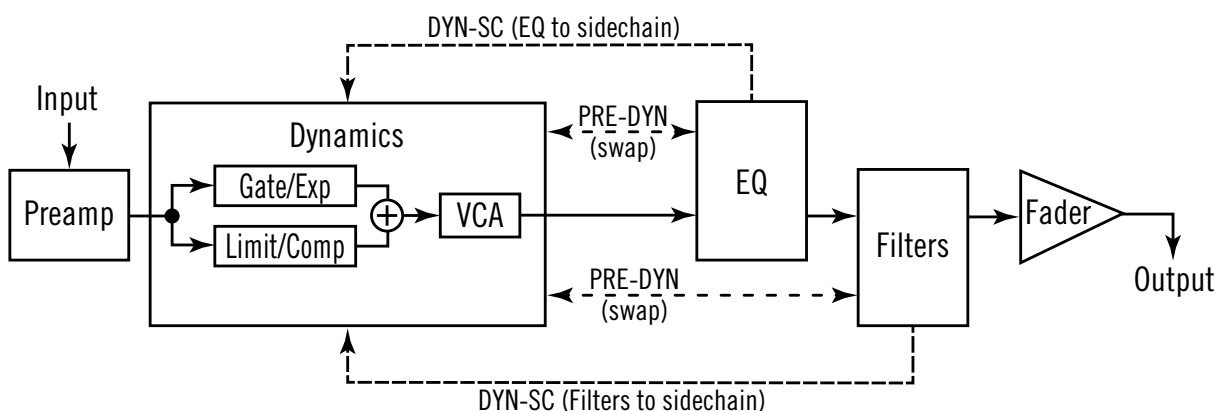 DYN-SC (EQ to sidechain)
Input
Dynamics
PRE-DYN
(swap)
Preamp
Gate/Exp
Limit/Comp
VCA
EQ
Filters
Fader
Output
PRE-DYN
(swap)
DYN-SC (Filters to sidechain)